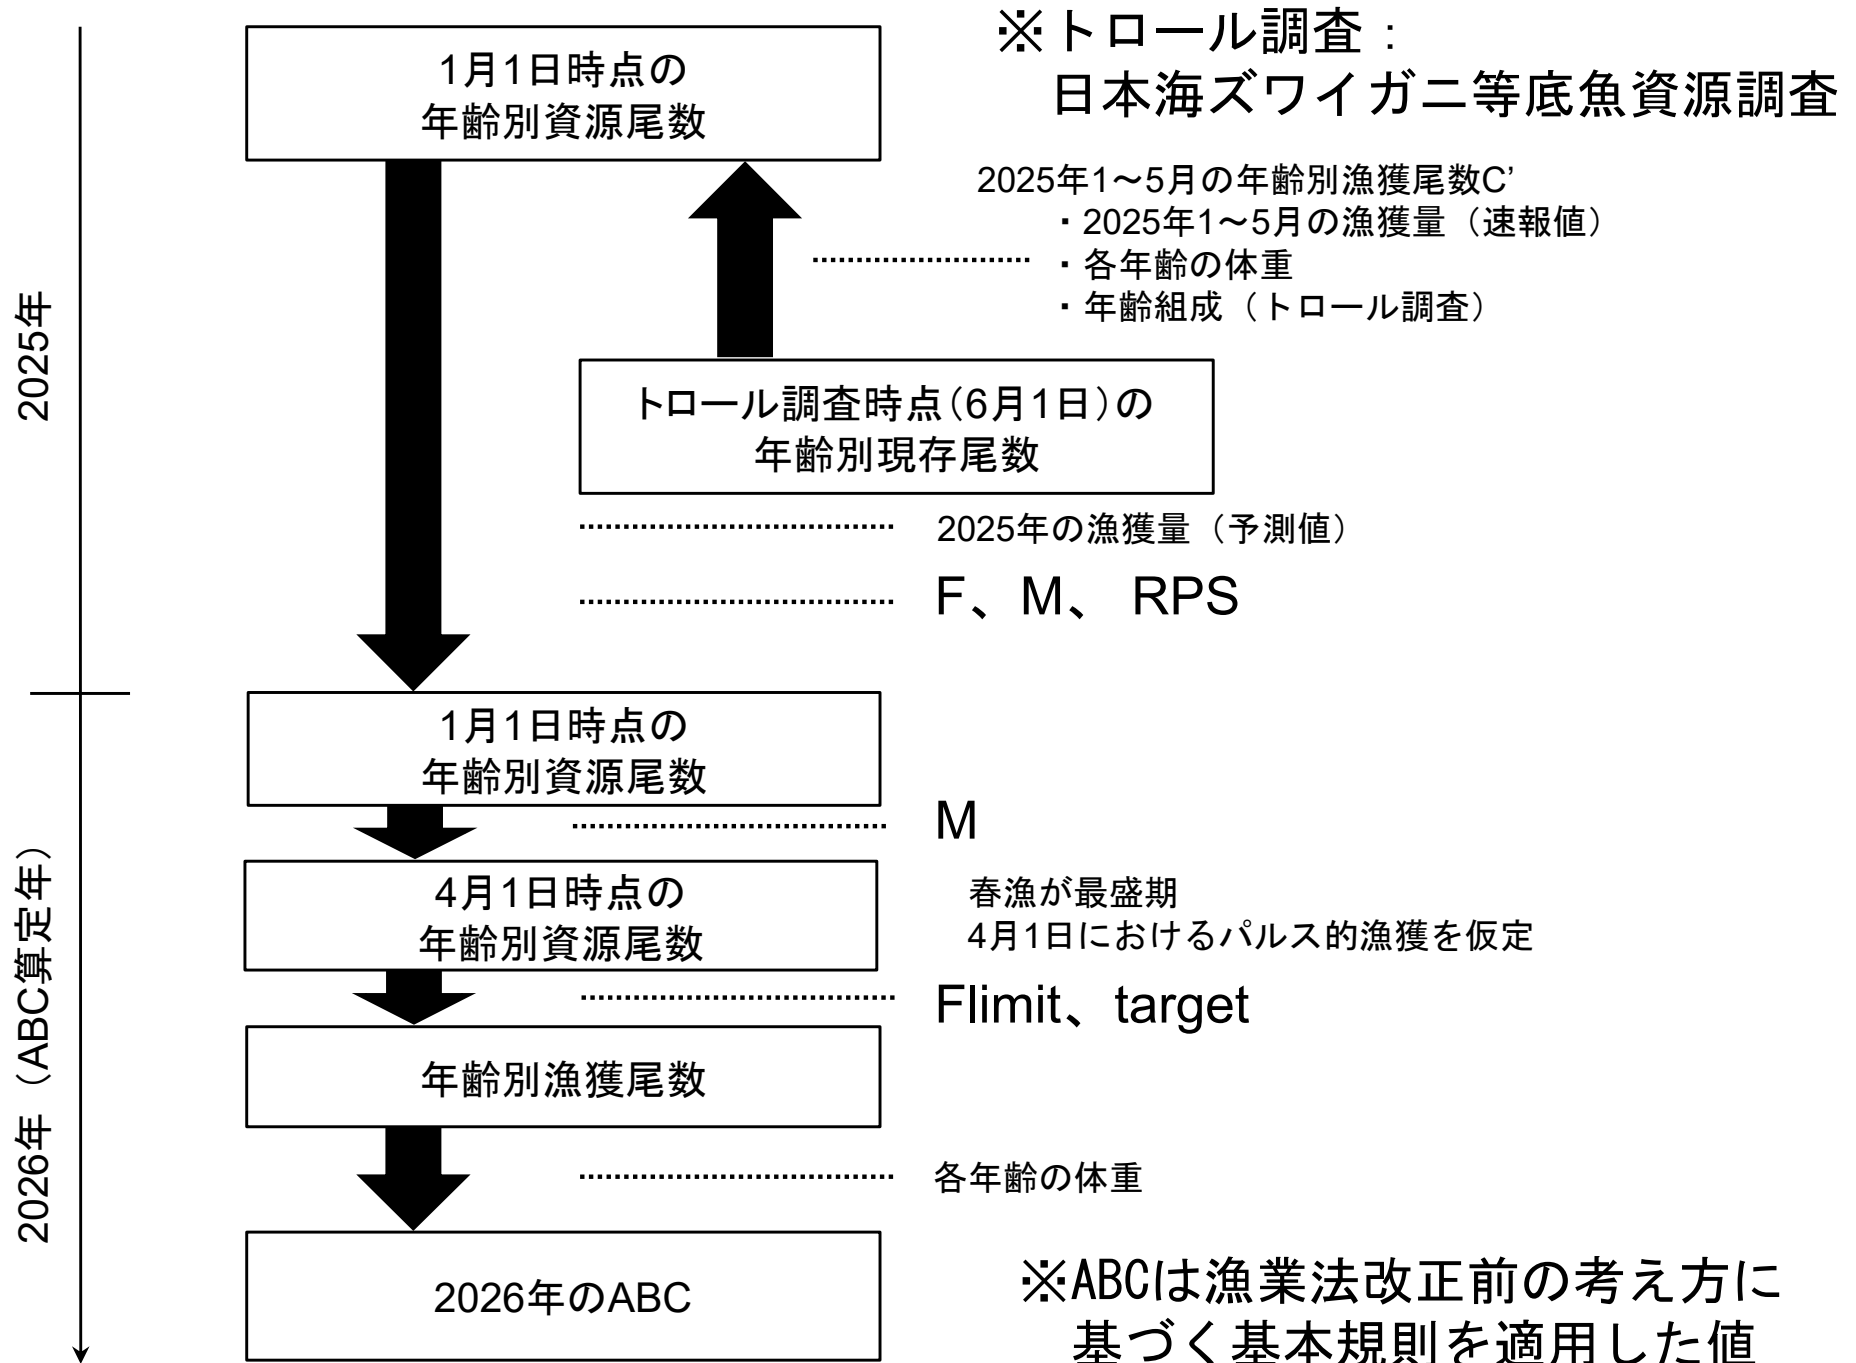 ※トロール調査：
日本海ズワイガニ等底魚資源調査
1月1日時点の
年齢別資源尾数
2025年1～5月の年齢別漁獲尾数C’
・2025年1～5月の漁獲量（速報値）
・各年齢の体重
・年齢組成（トロール調査）
2025年
トロール調査時点（6月1日）の
年齢別現存尾数
2025年の漁獲量（予測値）
F、M、 RPS
1月1日時点の
年齢別資源尾数
M
4月1日時点の
年齢別資源尾数
春漁が最盛期
4月1日におけるパルス的漁獲を仮定
Flimit、target
2026年（ABC算定年）
年齢別漁獲尾数
各年齢の体重
2026年のABC
※ABCは漁業法改正前の考え方に
基づく基本規則を適用した値